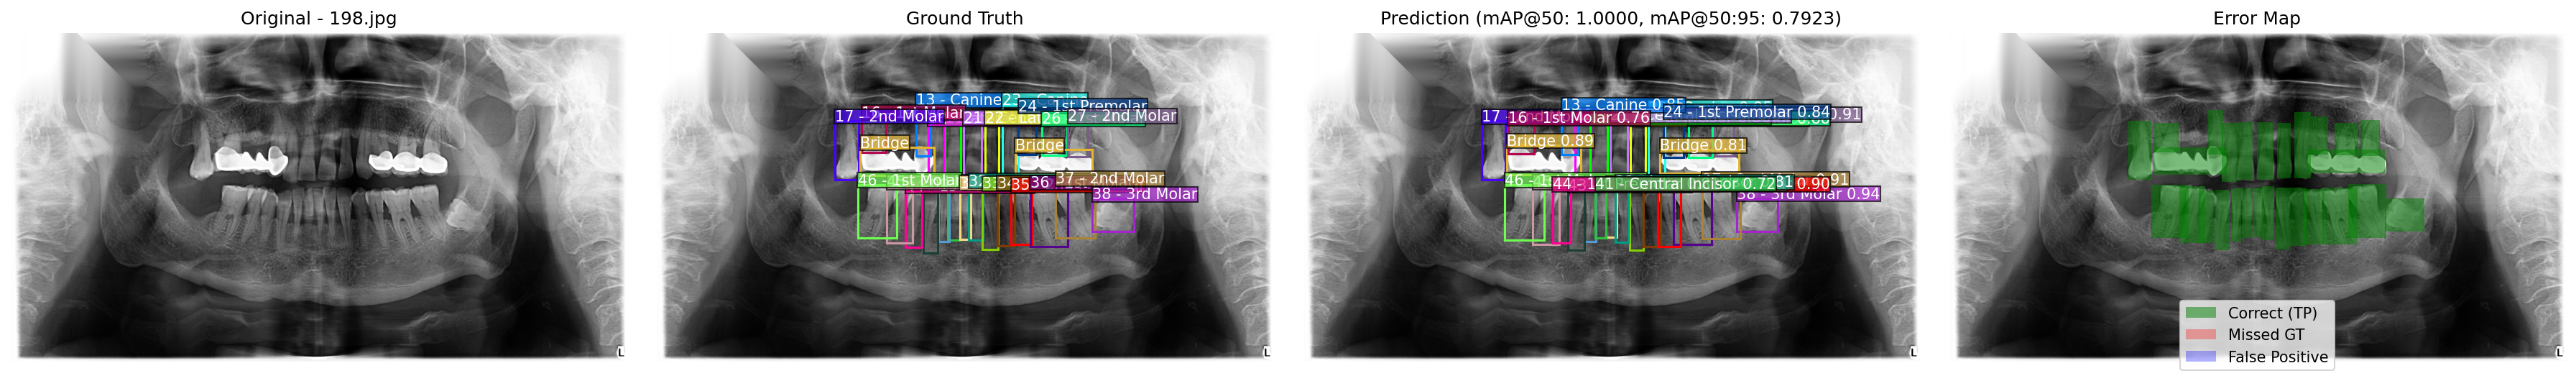 Original - 198.jpg
L
Ground Truth
13 - Canine
24 - 1st Premolar
17 - 2nd Molar
21
26
27 - 2nd Molar
Bridge
Bridge
46 - 1st Molar
35
36
37 - 2nd Molar
38 - 3rd Molar
L
Prediction (mAP@50: 1.0000, mAP@50:95: 0.7923)
13 - Canine 0.85
24 - 1st Premolar 0.84
0.91
17
16 - 1st Molar 0.76
Bridge 0.89
Bridge 0.81
46 -
44 -
41 - Central Incisor 0.72
0.90
38 - 3rd Molar 0.94
L
Error Map
Correct (TP)
Missed GT
False Positive
L